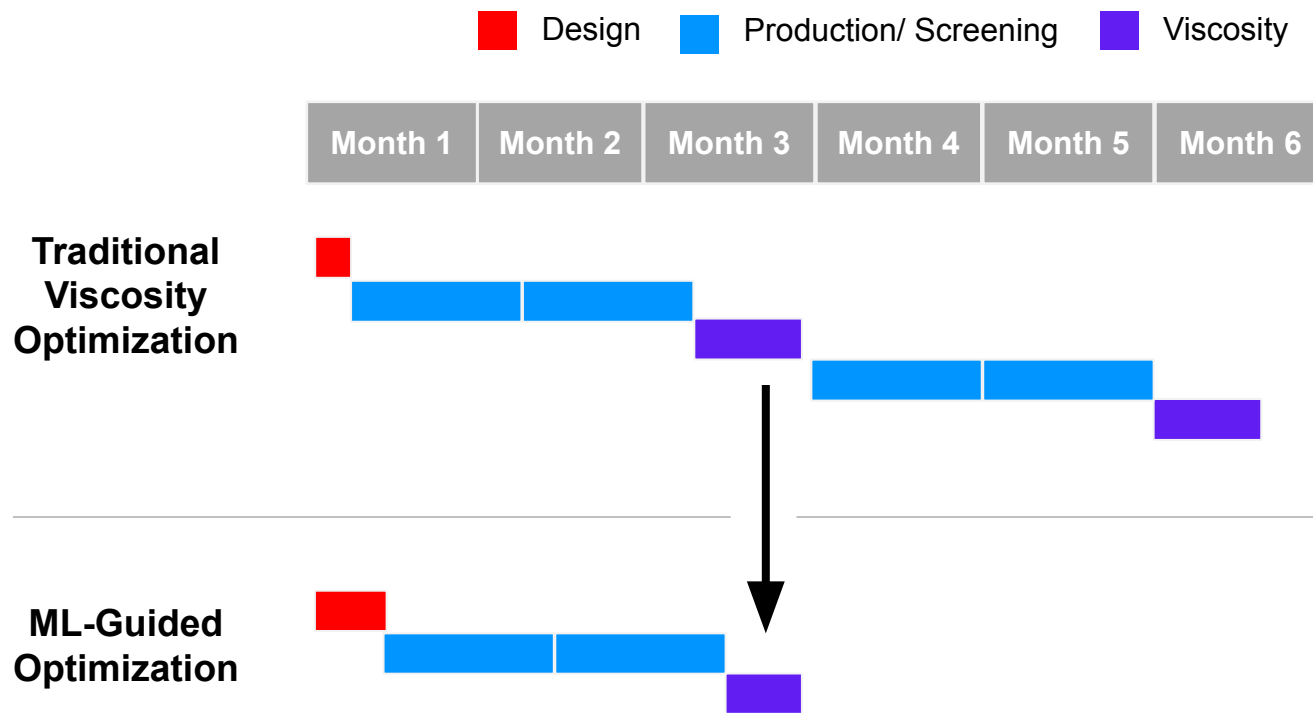 Design Production/ Screening Viscosity
Month 1 Month 2 Month 3 Month 4 Month 5 Month 6
Traditional
Viscosity
Optimization
ML-Guided
Optimization